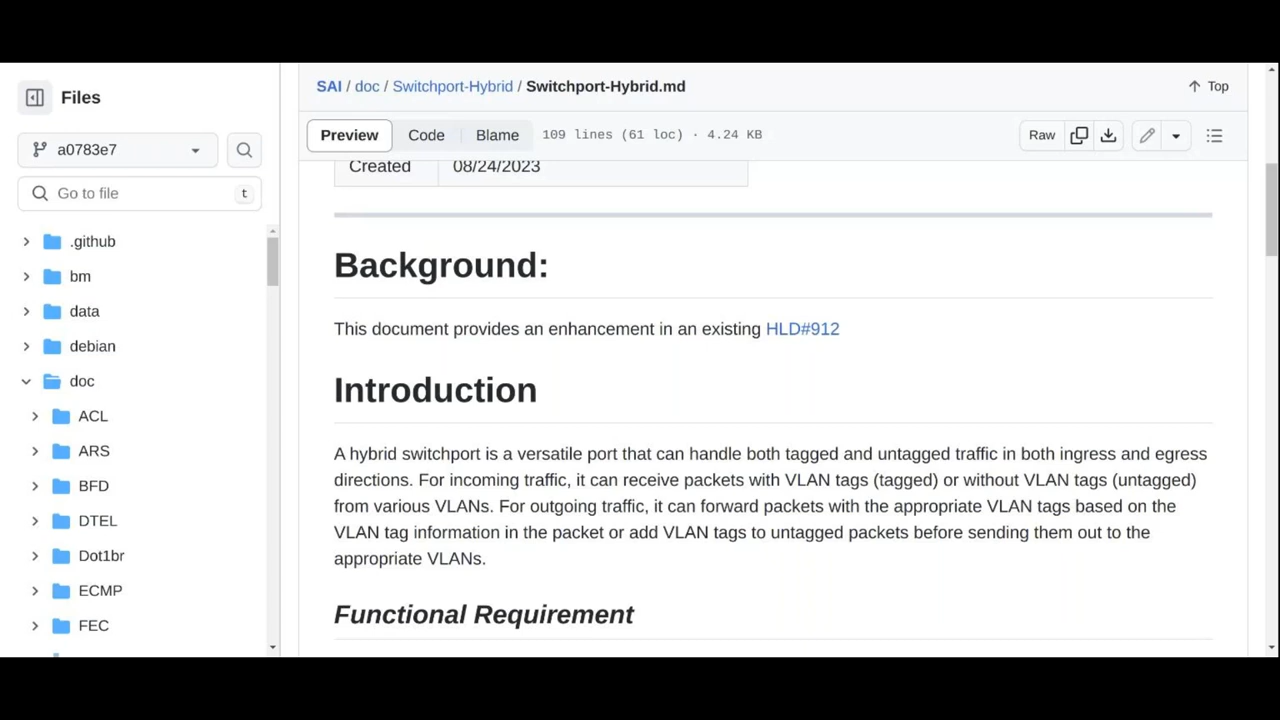 Files
a0783e7
Go to file
t
.github
bm
data
debian
doc
ACL
ARS
BFD
DTEL
Dot1br
ECMP
FEC
SAI / doc / Switchport-Hybrid / Switchport-Hybrid.md
Top
Preview
Code
Blame
109 lines (61 loc) · 4.24 KB
Raw
Created
08/24/2023
Background:
This document provides an enhancement in an existing HLD#912
Introduction
A hybrid switchport is a versatile port that can handle both tagged and untagged traffic in both ingress and egress
directions. For incoming traffic, it can receive packets with VLAN tags (tagged) or without VLAN tags (untagged)
from various VLANs. For outgoing traffic, it can forward packets with the appropriate VLAN tags based on the
VLAN tag information in the packet or add VLAN tags to untagged packets before sending them out to the
appropriate VLANs.
Functional Requirement